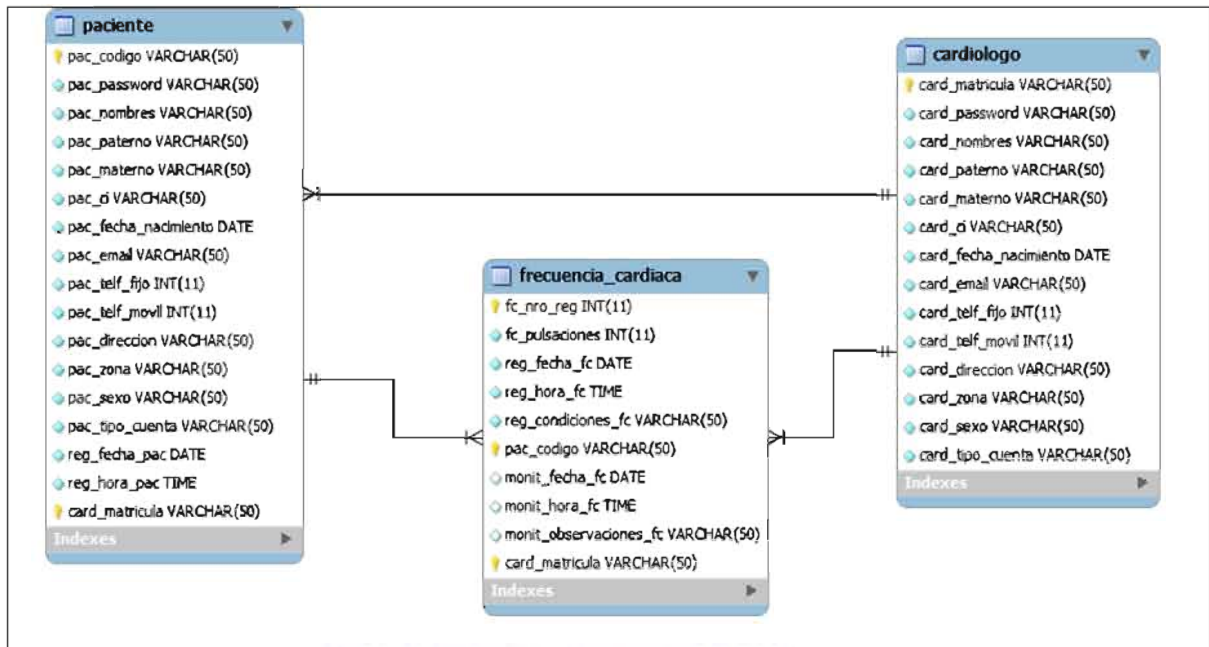 paciente
pac_codigo VARCHAR(50)
pac_password VARCHAR(50)
pac_nombres VARCHAR(50)
pac_paterno VARCHAR(50)
pac_materno VARCHAR(50)
pac_ci VARCHAR(50)
pac_fecha_nacimiento DATE
pac_email VARCHAR(50)
pac_telf_fijo INT(11)
pac_telf_movil INT(11)
pac_direccion VARCHAR(50)
pac_zona VARCHAR(50)
pac_sexo VARCHAR(50)
pac_tipo_cuenta VARCHAR(50)
reg_fecha_pac DATE
reg_hora_pac TIME
card_matricula VARCHAR(50)
Indexes
frecuencia_cardiaca
fc_nro_reg INT(11)
fc_pulsaciones INT(11)
reg_fecha_fc DATE
reg_hora_fc TIME
reg_condiciones_fc VARCHAR(50)
pac_codigo VARCHAR(50)
monit_fecha_fc DATE
monit_hora_fc TIME
monit_observaciones_fc VARCHAR(50)
card_matricula VARCHAR(50)
Indexes
cardiologo
card_matricula VARCHAR(50)
card_password VARCHAR(50)
card_nombres VARCHAR(50)
card_paterno VARCHAR(50)
card_materno VARCHAR(50)
card_ci VARCHAR(50)
card_fecha_nacimiento DATE
card_email VARCHAR(50)
card_telf_fijo INT(11)
card_telf_movil INT(11)
card_direccion VARCHAR(50)
card_zona VARCHAR(50)
card_sexo VARCHAR(50)
card_tipo_cuenta VARCHAR(50)
Indexes